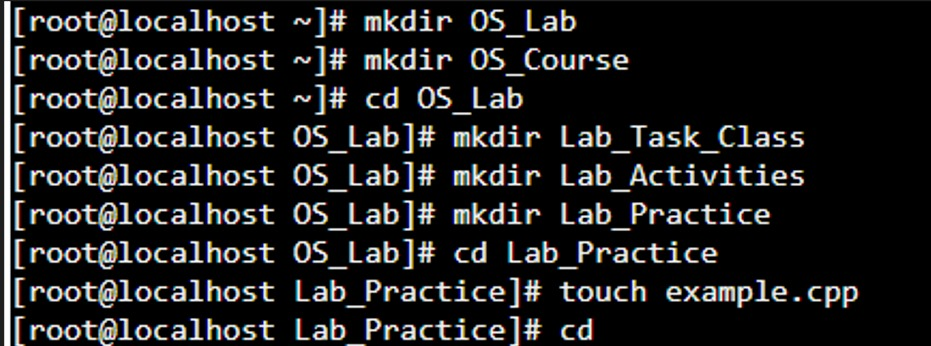 [root@localhost ~]# mkdir OS_Lab
[root@localhost ~]# mkdir OS_Course
[root@localhost ~]# cd OS_Lab
[root@localhost OS_Lab]# mkdir Lab_Task_Class
[root@localhost OS_Lab]# mkdir Lab_Activities
[root@localhost OS_Lab]# mkdir Lab_Practice
[root@localhost OS_Lab]# cd Lab_Practice
[root@localhost Lab_Practice]# touch example.cpp
[root@localhost Lab_Practice]# cd